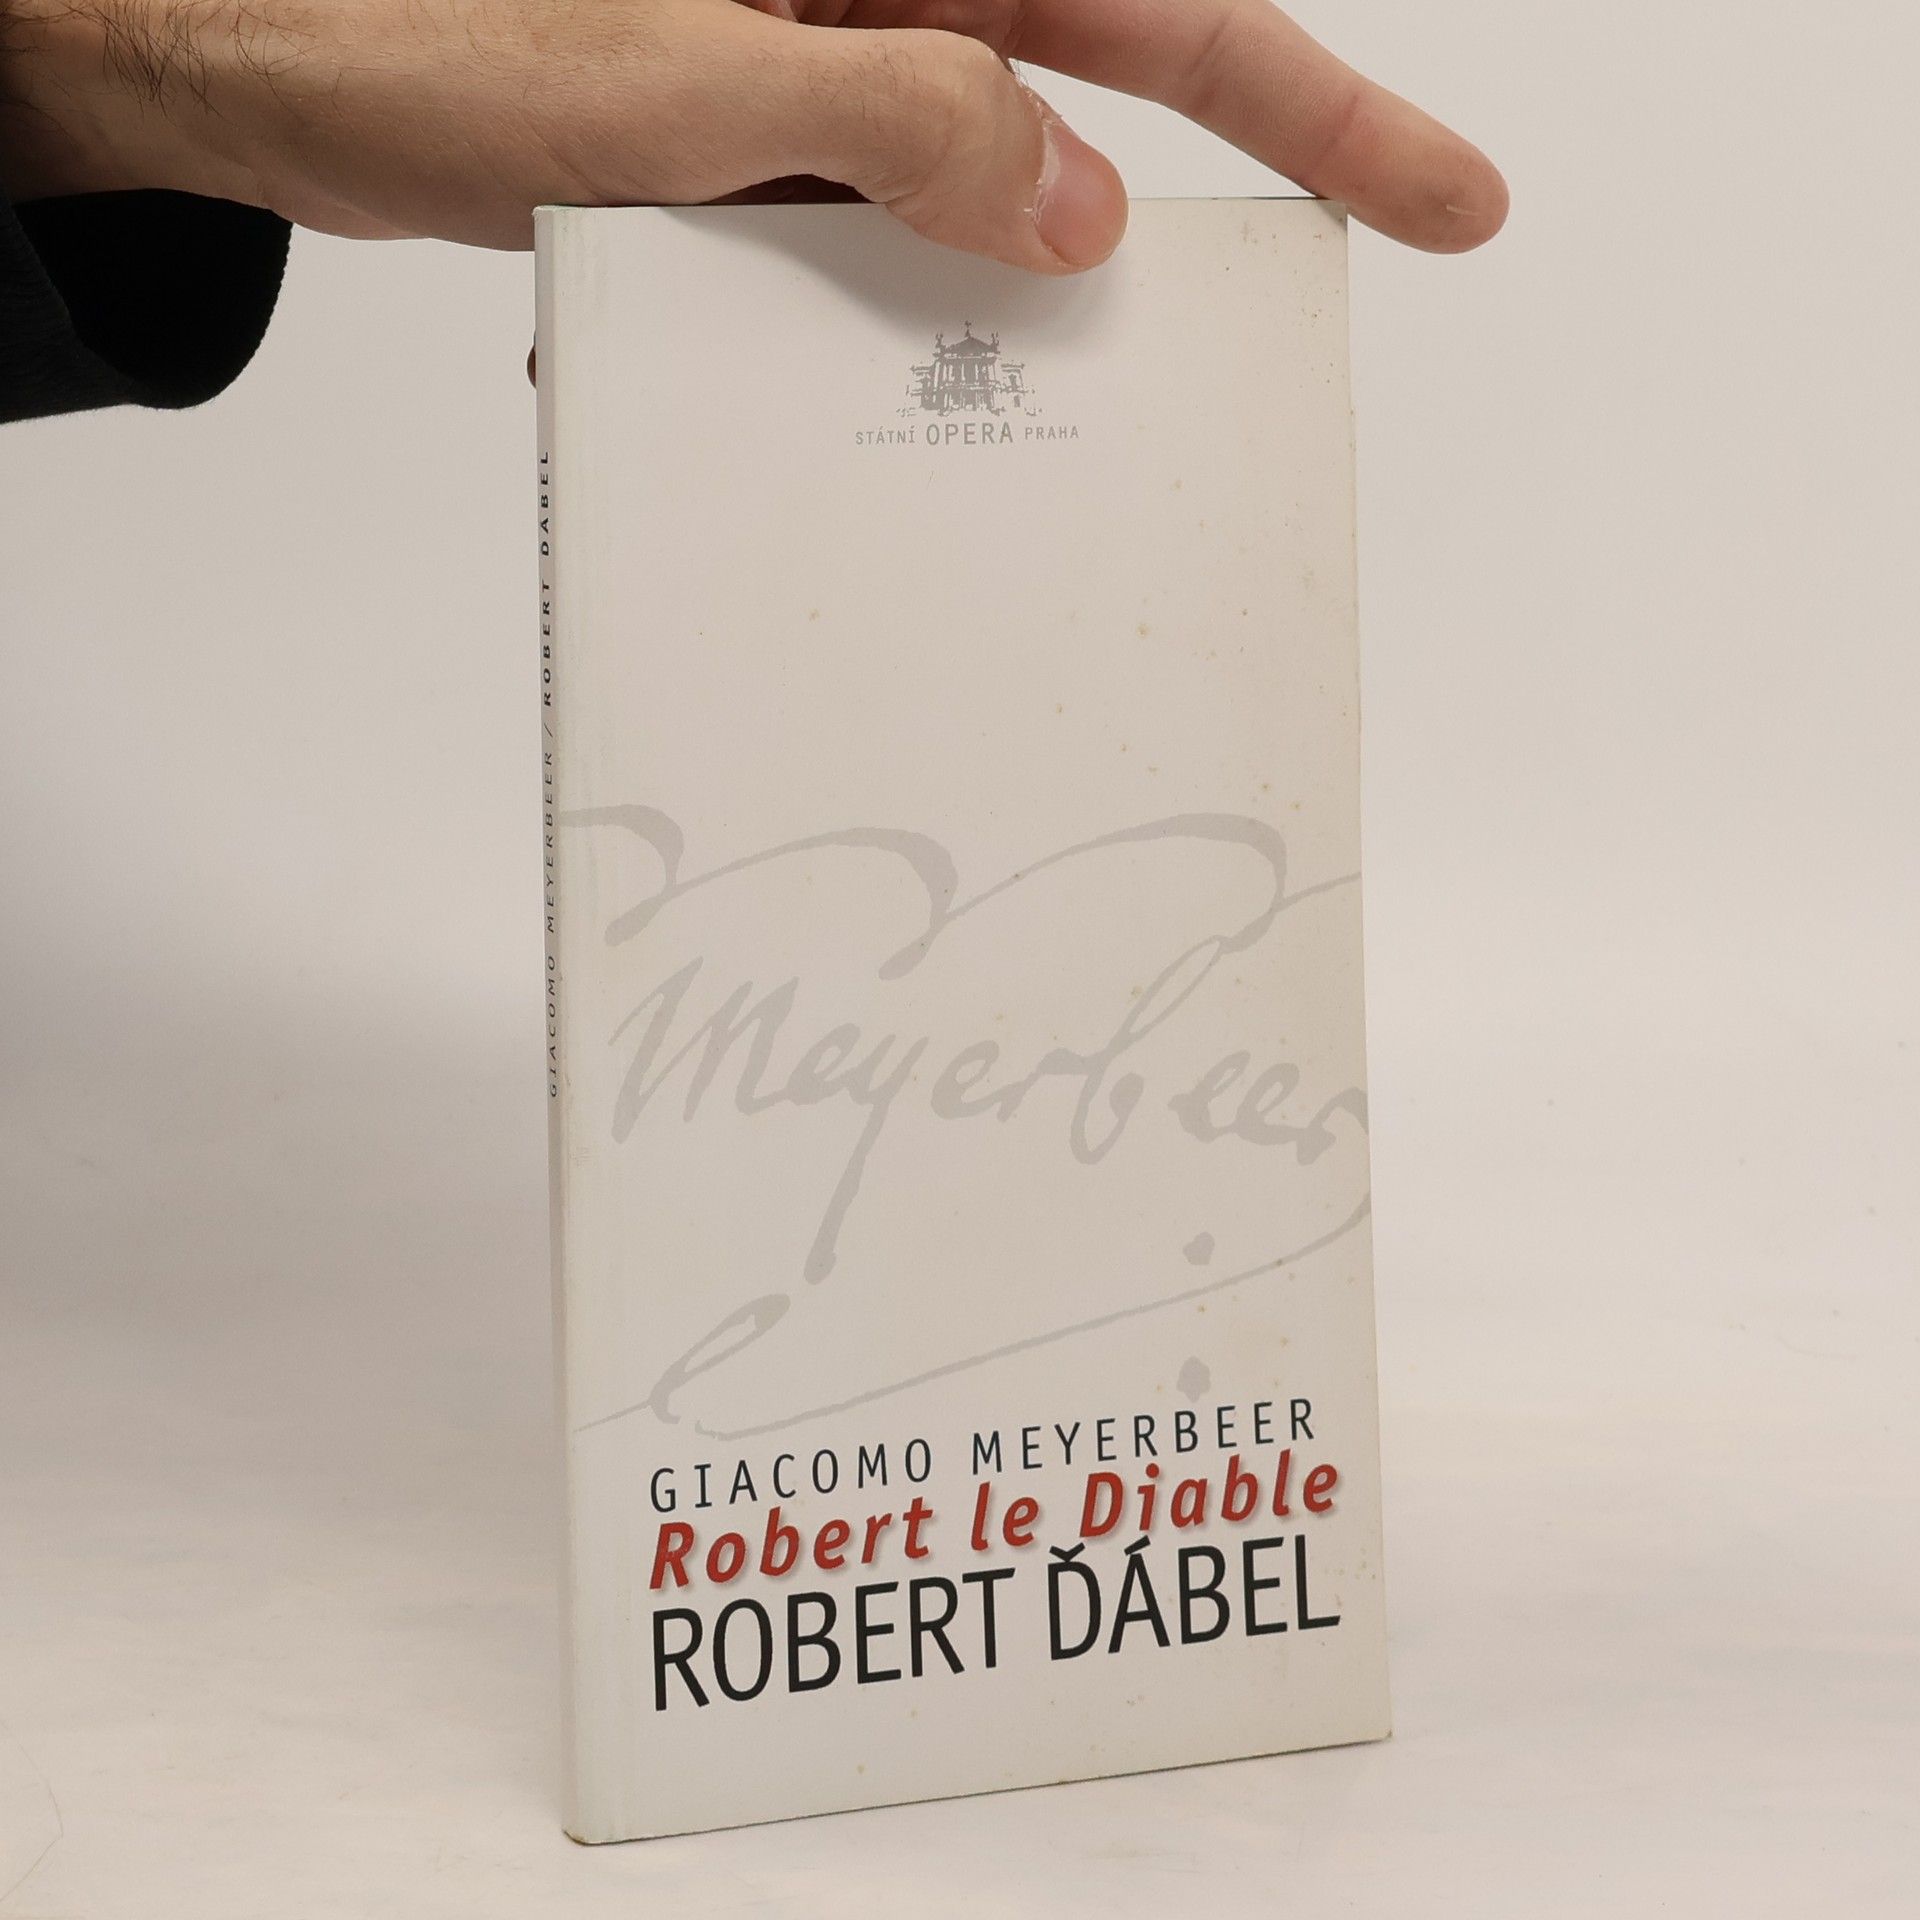 STÁTNÍ OPERA PRAHA
Meyerbeer
GIACOMO MEYERBEER
Robert le Diable
ROBERT ĎÁBEL
GIACOMO MEYERBEER / ROBERT ĎÁBEL